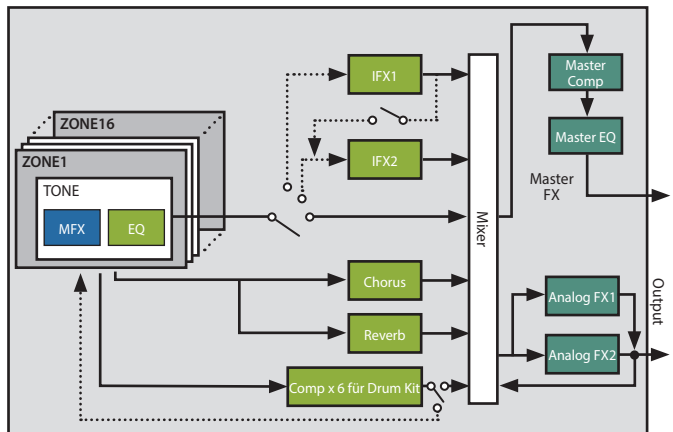 ZONE16
ZONE1
TONE
MFX
EQ
IFX1
IFX2
Chorus
Reverb
Comp x 6 für Drum Kit
Mixer
Master
Comp
Master EQ
Master
FX
Analog FX1
Analog FX2
Output